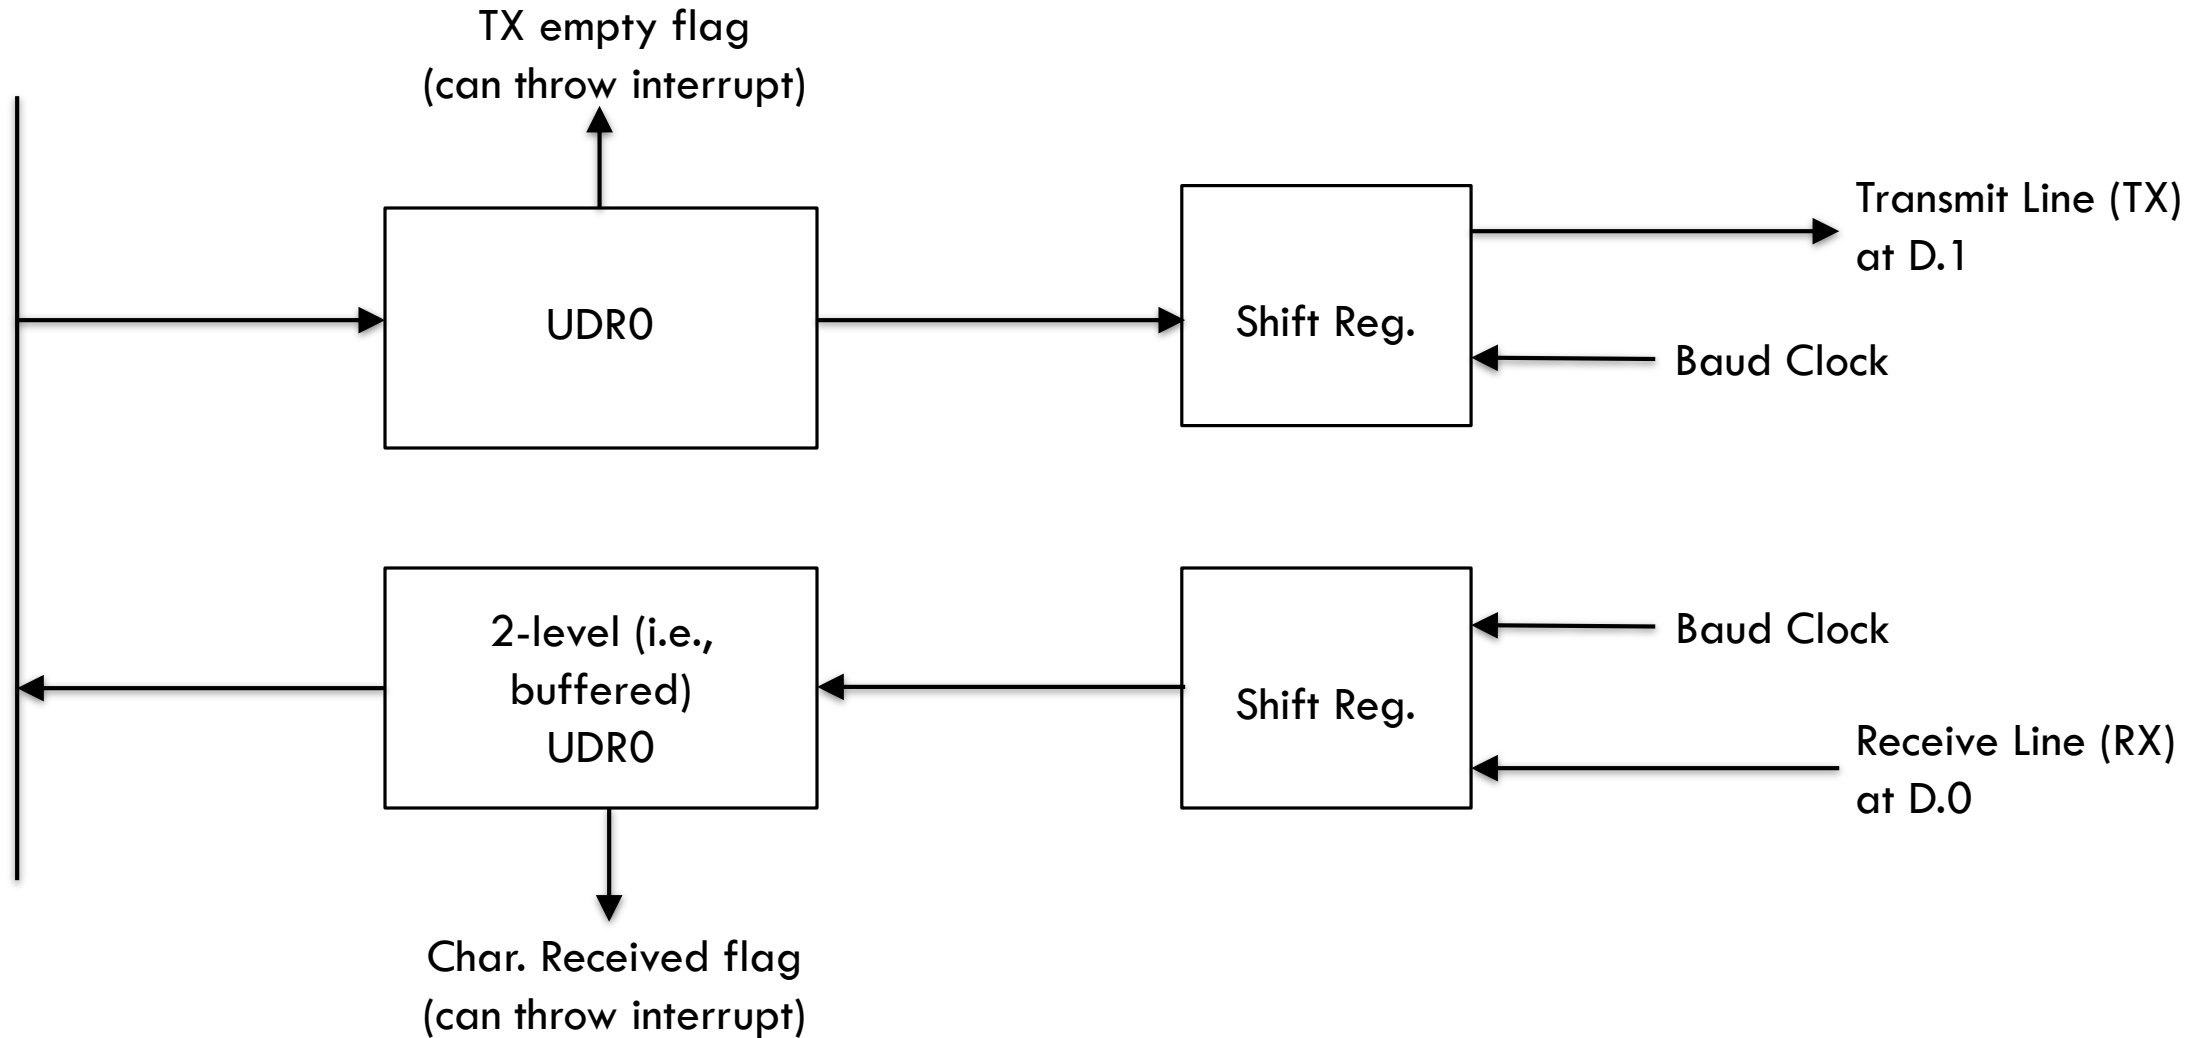 TX empty flag
(can throw interrupt)
UDR0
Shift Reg.
Transmit Line (TX)
at D.1
Baud Clock
2-level (i.e.,
buffered)
UDR0
Shift Reg.
Baud Clock
Receive Line (RX)
at D.0
Char. Received flag
(can throw interrupt)